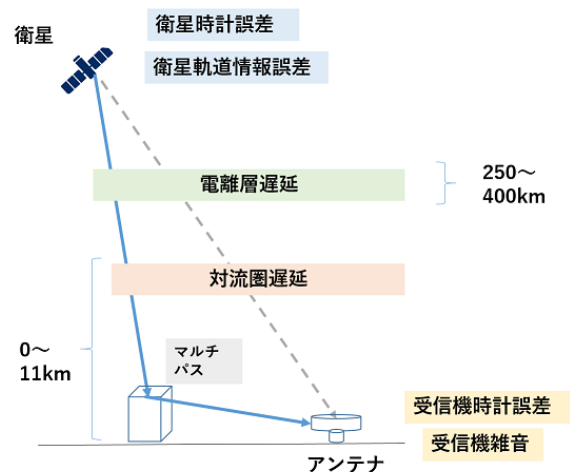 衛星
衛星時計誤差
衛星軌道情報誤差
電離層遅延
250～
400km
対流圏遅延
0～
11km
マルチ
パス
受信機時計誤差
受信機雑音
アンテナ